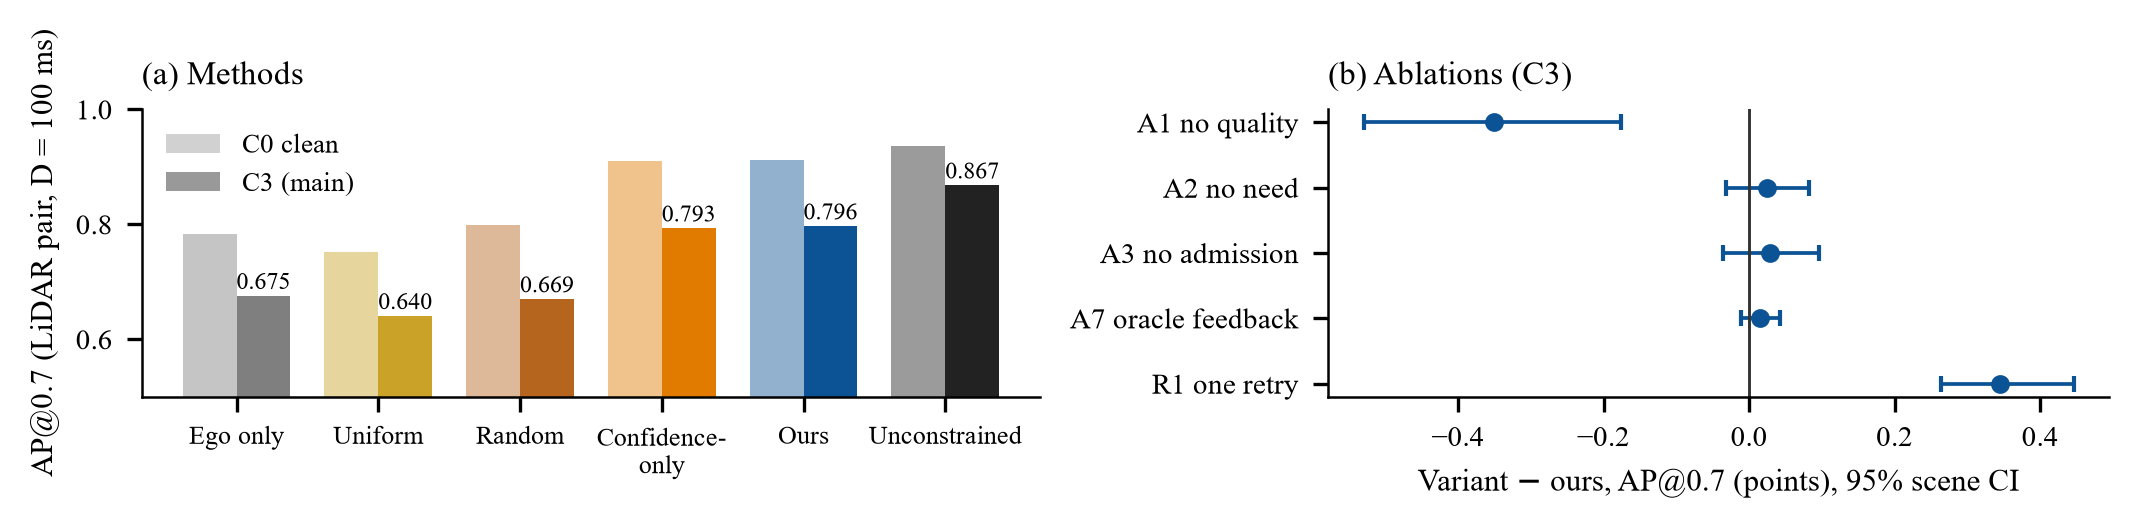 (a) Methods
AP@0.7 (LiDAR pair, D = 100 ms)
1.0
0.8
0.6
C0 clean
C3 (main)
0.675
0.640
0.669
0.793
0.796
0.867
Ego only
Uniform
Random
Confidence-
only
Ours
Unconstrained
(b) Ablations (C3)
A1 no quality
A2 no need
A3 no admission
A7 oracle feedback
R1 one retry
−0.4
−0.2
0.0
0.2
0.4
Variant − ours, AP@0.7 (points), 95% scene CI